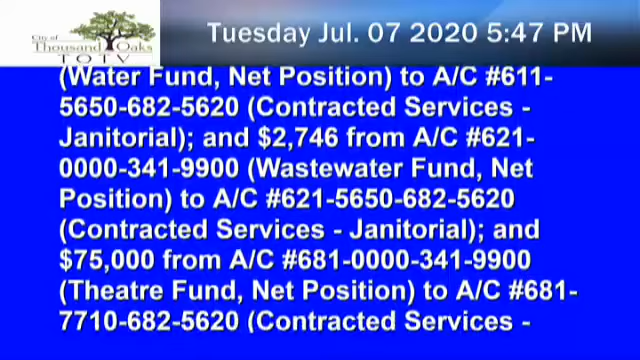 City of
Thousand Oaks
TOTV
Tuesday Jul. 07 2020 5:47 PM
(Water Fund, Net Position) to A/C #611-
5650-682-5620 (Contracted Services -
Janitorial); and $2,746 from A/C #621-
0000-341-9900 (Wastewater Fund, Net
Position) to A/C #621-5650-682-5620
(Contracted Services - Janitorial); and
$75,000 from A/C #681-0000-341-9900
(Theatre Fund, Net Position) to A/C #681-
7710-682-5620 (Contracted Services -